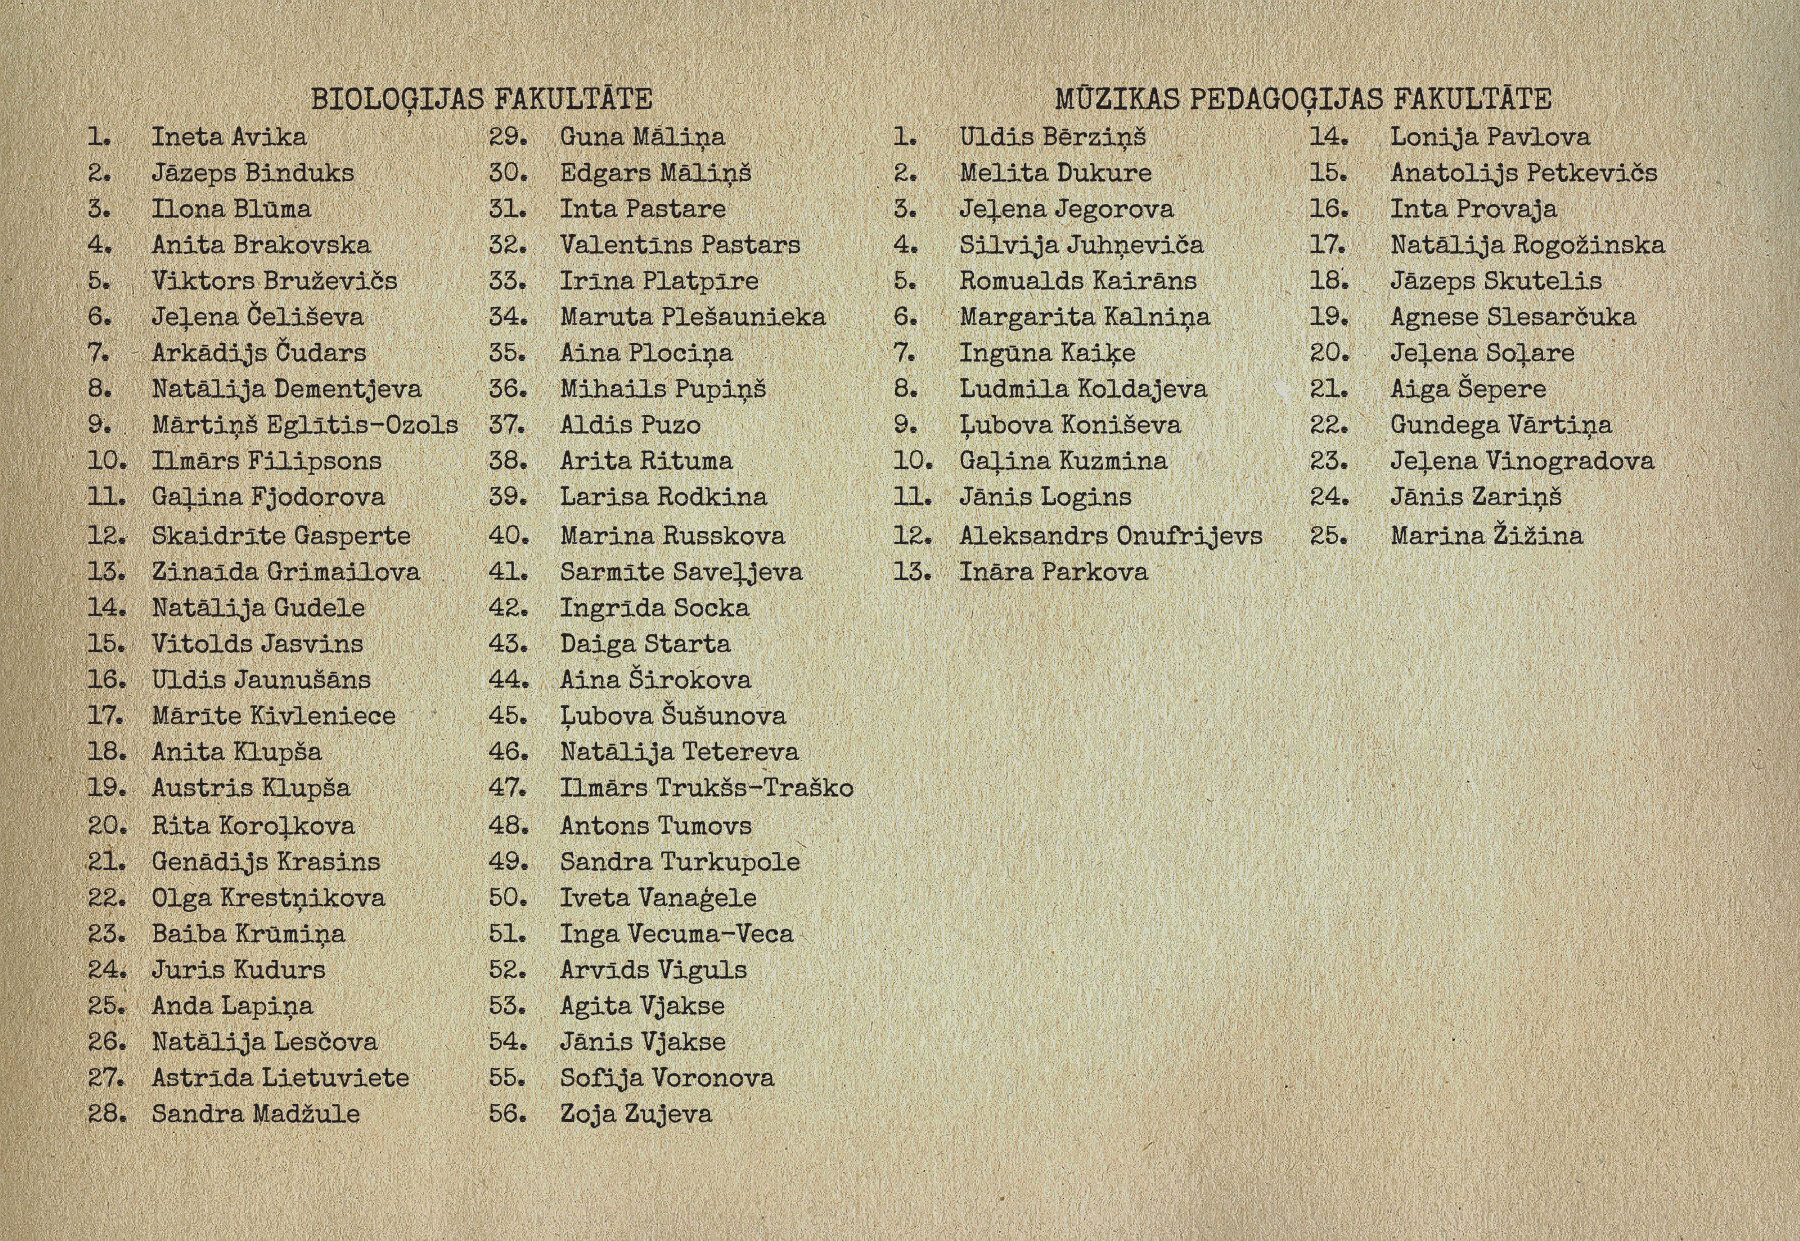 BIOLOĢIJAS FAKULTĀTE
1. Ineta Avika
2. Jāzeps Binduks
3. Ilona Blūma
4. Anita Brakovska
5. Viktors Bruževičs
6. Jeļena Čeliševa
7. Arkādijs Čudars
8. Natālija Dementjeva
9. Mārtiņš Eglītis-Ozols
10. Ilmārs Filipsons
11. Gaļina Fjodorova
12. Skaidrīte Gasperte
13. Zinaīda Grimailova
14. Natālija Gudele
15. Vitolds Jasvins
16. Uldis Jaunušāns
17. Mārīte Kivleniece
18. Anita Klupša
19. Austris Klupša
20. Rita Koroļkova
21. Genādijs Krasins
22. Olga Krestņikova
23. Baiba Krūmiņa
24. Juris Kudurs
25. Anda Lapiņa
26. Natālija Lesčova
27. Astrīda Lietuviete
28. Sandra Madžule
29. Guna Māliņa
30. Edgars Māliņš
31. Inta Pastare
32. Valentīns Pastars
33. Irīna Platpīre
34. Maruta Plešaunieka
35. Aina Plociņa
36. Mihails Pupiņš
37. Aldis Puzo
38. Arita Rituma
39. Larisa Rodkina
40. Marina Russkova
41. Sarmīte Saveļjeva
42. Ingrīda Socka
43. Daiga Starta
44. Aina Širokova
45. Ļubova Šušunova
46. Natālija Tetereva
47. Ilmārs Trukšs-Traško
48. Antons Tumovs
49. Sandra Turkupole
50. Iveta Vanaģele
51. Inga Vecuma-Veca
52. Arvīds Viguls
53. Agita Vjakse
54. Jānis Vjakse
55. Sofija Voronova
56. Zoja Zujeva
MŪZIKAS PEDAGOĢIJAS FAKULTĀTE
1. Uldis Bērziņš
2. Melita Dukure
3. Jeļena Jegorova
4. Silvija Juhņeviča
5. Romualds Kairāns
6. Margarita Kalniņa
7. Ingūna Kaiķe
8. Ludmila Koldajeva
9. Ļubova Koniševa
10. Gaļina Kuzmina
11. Jānis Logins
12. Aleksandrs Onufrijevs
13. Ināra Parkova
14. Lonija Pavlova
15. Anatolijs Petkevičs
16. Inta Provaja
17. Natālija Rogožinska
18. Jāzeps Skutelis
19. Agnese Slesarčuka
20. Jeļena Soļare
21. Aiga Šepere
22. Gundega Vārtiņa
23. Jeļena Vinogradova
24. Jānis Zariņš
25. Marina Žižina